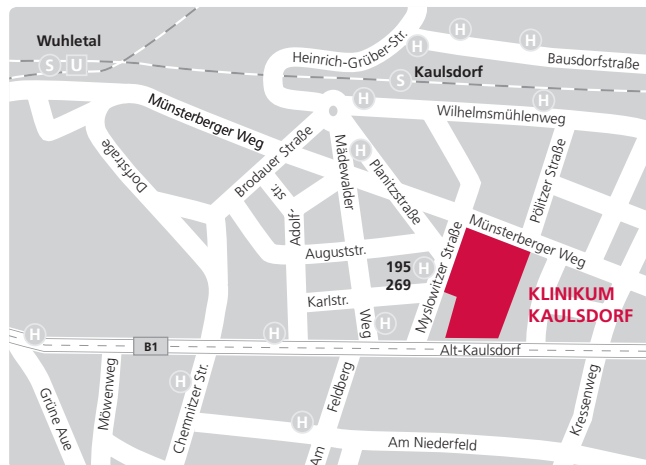 H
Wuhletal
S U
Heinrich-Grüber-Str.
H
H
H
Bausdorfstraße
Kaulsdorf
S
H
H
Wilhelmsmühlenweg
Münsterberger Weg
Dorfstraße
Brodauer Straße
Adolf-
str.
Mädewalder
Weg
H
Planitzstraße
Pölitzer Straße
Münsterberger Weg
Myslowitzer Straße
Auguststr.
195
269
H
Karlstr.
KLINIKUM
KAULSDORF
H
H
H
B1
Alt-Kaulsdorf
Grüne Aue
Möwenweg
H
Chemnitzer Str.
H
Am
Feldberg
Am Niederfeld
Kressenweg